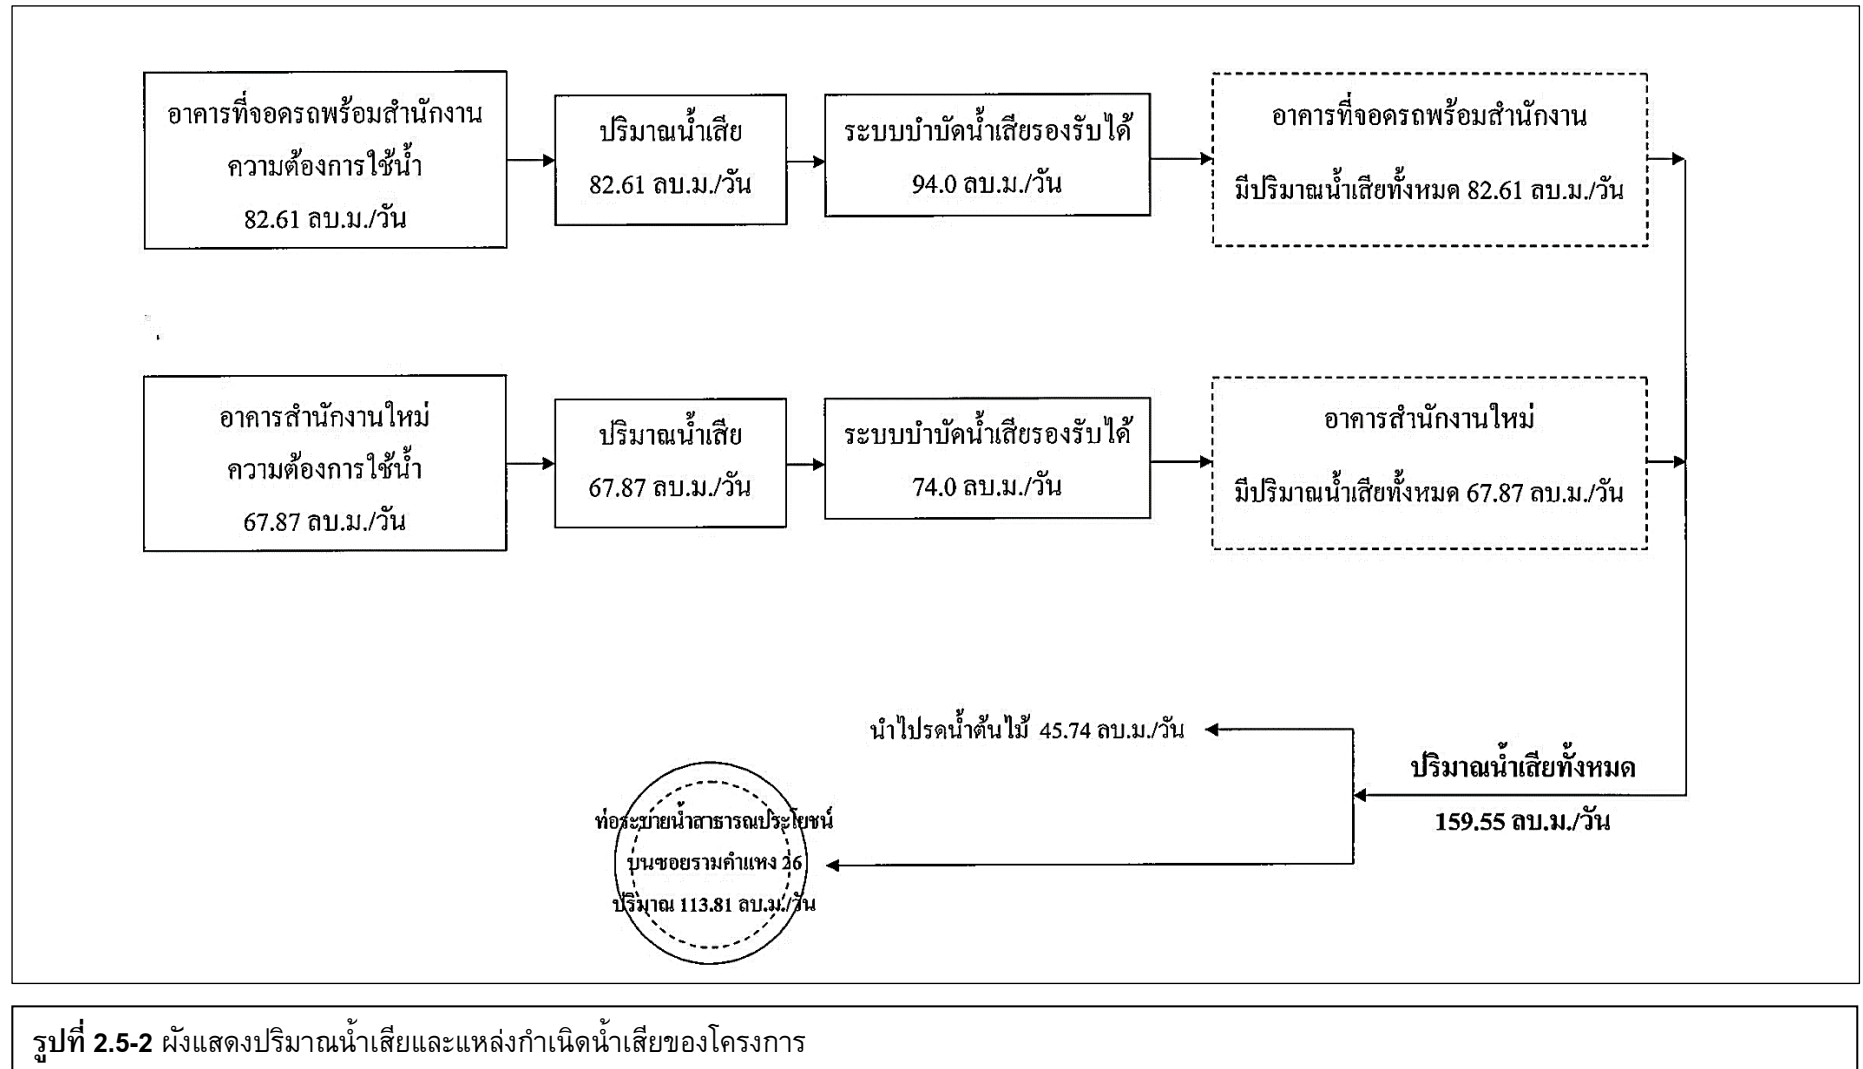 อาคารที่จอดรถพร้อมสำนักงาน
ความต้องการใช้น้ำ
82.61 ลบ.ม./วัน
ปริมาณน้ำเสีย
82.61 ลบ.ม./วัน
ระบบบำบัดน้ำเสียรองรับได้
94.0 ลบ.ม./วัน
อาคารที่จอดรถพร้อมสำนักงาน
มีปริมาณน้ำเสียทั้งหมด 82.61 ลบ.ม./วัน
อาคารสำนักงานใหม่
ความต้องการใช้น้ำ
67.87 ลบ.ม./วัน
ปริมาณน้ำเสีย
67.87 ลบ.ม./วัน
ระบบบำบัดน้ำเสียรองรับได้
74.0 ลบ.ม./วัน
อาคารสำนักงานใหม่
มีปริมาณน้ำเสียทั้งหมด 67.87 ลบ.ม./วัน
นำไปรดน้ำต้นไม้ 45.74 ลบ.ม./วัน
ปริมาณน้ำเสียทั้งหมด
159.55 ลบ.ม./วัน
ท่อระบายน้ำสาธารณประโยชน์
บนซอยรามคำแหง 26
ปริมาณ 113.81 ลบ.ม./วัน
รูปที่ 2.5-2 ผังแสดงปริมาณน้ำเสียและแหล่งกำเนิดน้ำเสียของโครงการ